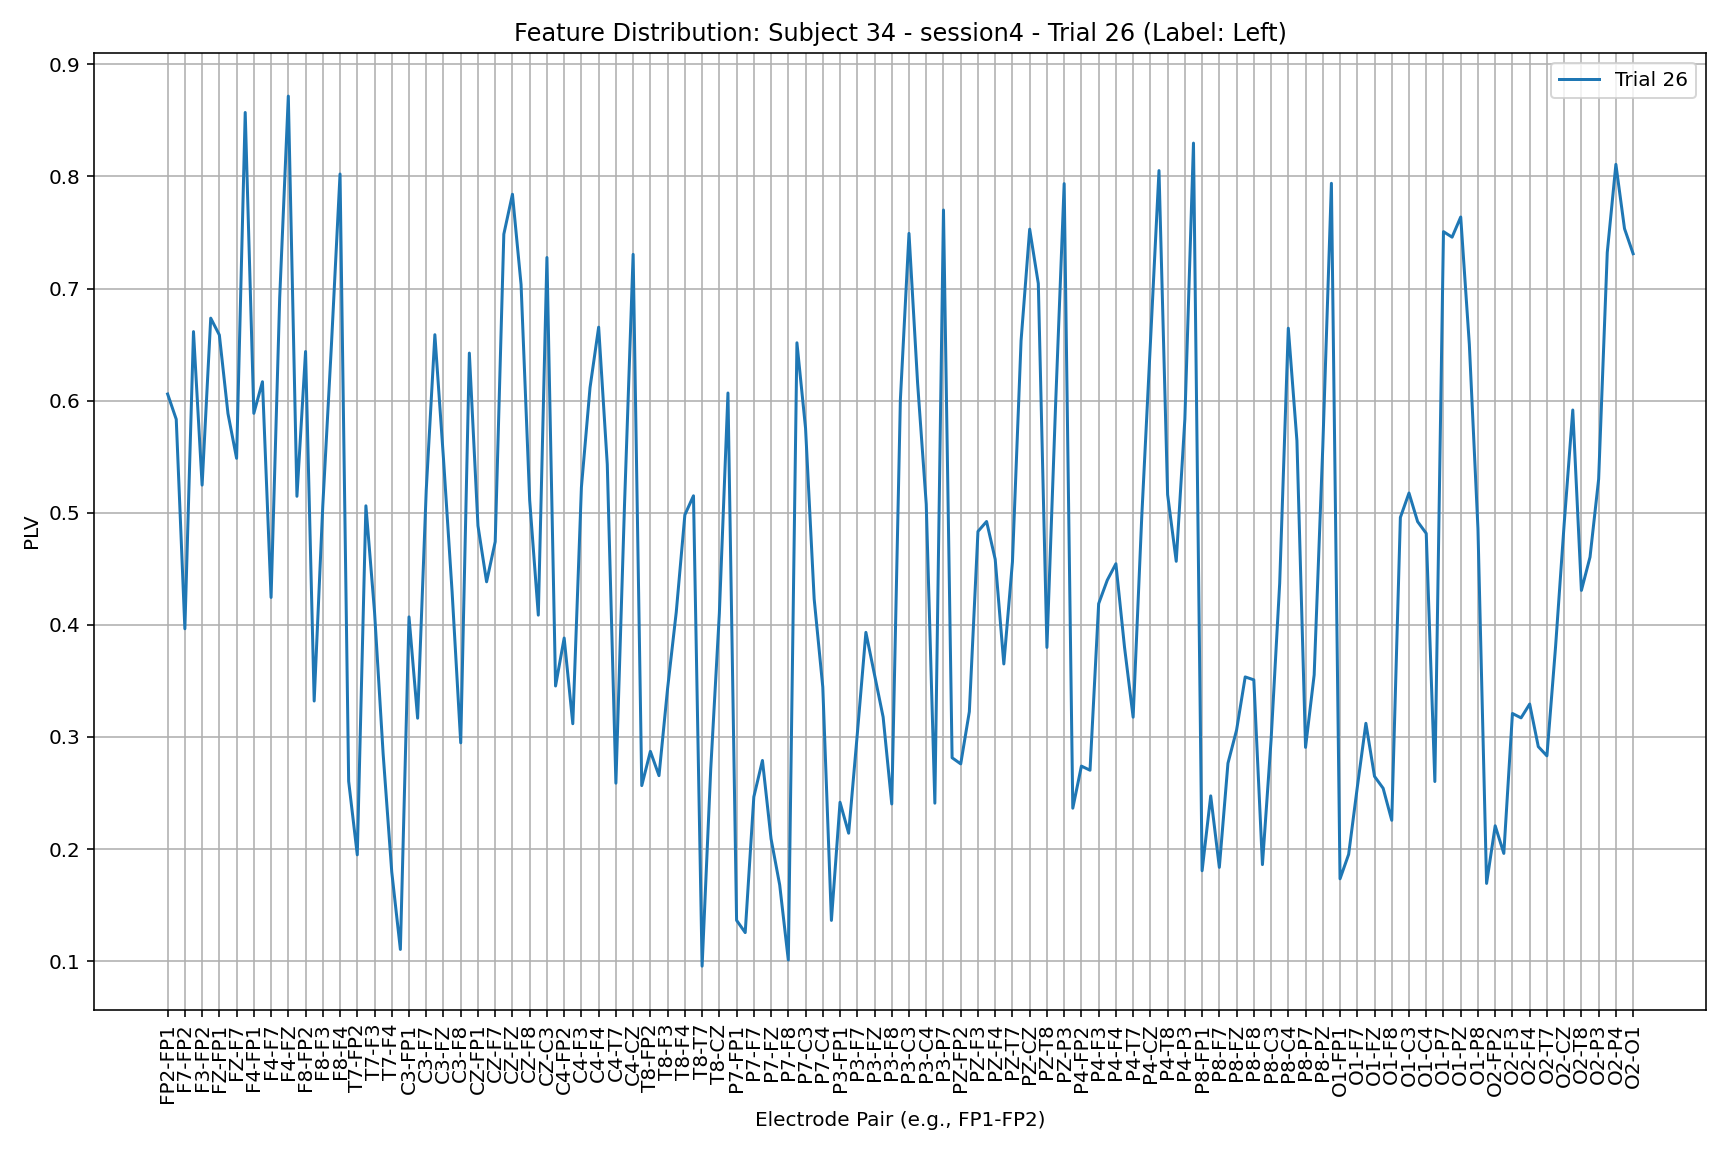 Feature Distribution: Subject 34 - session4 - Trial 26 (Label: Left)
Trial 26
PLV
0.9
0.8
0.7
0.6
0.5
0.4
0.3
0.2
0.1
FP2-FP1
F7-FP2
F3-FP2
FZ-FP1
FZ-F7
F4-FP1
F4-F7
F4-FZ
F8-FP2
F8-F3
F8-F4
T7-FP2
T7-F3
T7-F4
C3-FP1
C3-F7
C3-FZ
C3-F8
CZ-FP1
CZ-F7
CZ-FZ
CZ-F8
CZ-C3
C4-FP2
C4-F3
C4-F4
C4-T7
C4-CZ
T8-FP2
T8-F3
T8-F4
T8-T7
T8-CZ
P7-FP1
P7-F7
P7-FZ
P7-F8
P7-C3
P7-C4
P3-FP1
P3-F7
P3-FZ
P3-F8
P3-C3
P3-C4
P3-P7
PZ-FP2
PZ-F3
PZ-F4
PZ-T7
PZ-CZ
PZ-T8
PZ-P3
P4-FP2
P4-F3
P4-F4
P4-T7
P4-CZ
P4-T8
P4-P3
P8-FP1
P8-F7
P8-FZ
P8-F8
P8-C3
P8-C4
P8-P7
P8-PZ
O1-FP1
O1-F7
O1-FZ
O1-F8
O1-C3
O1-C4
O1-P7
O1-PZ
O1-P8
O2-FP2
O2-F3
O2-F4
O2-T7
O2-CZ
O2-T8
O2-P3
O2-P4
O2-O1
Electrode Pair (e.g., FP1-FP2)